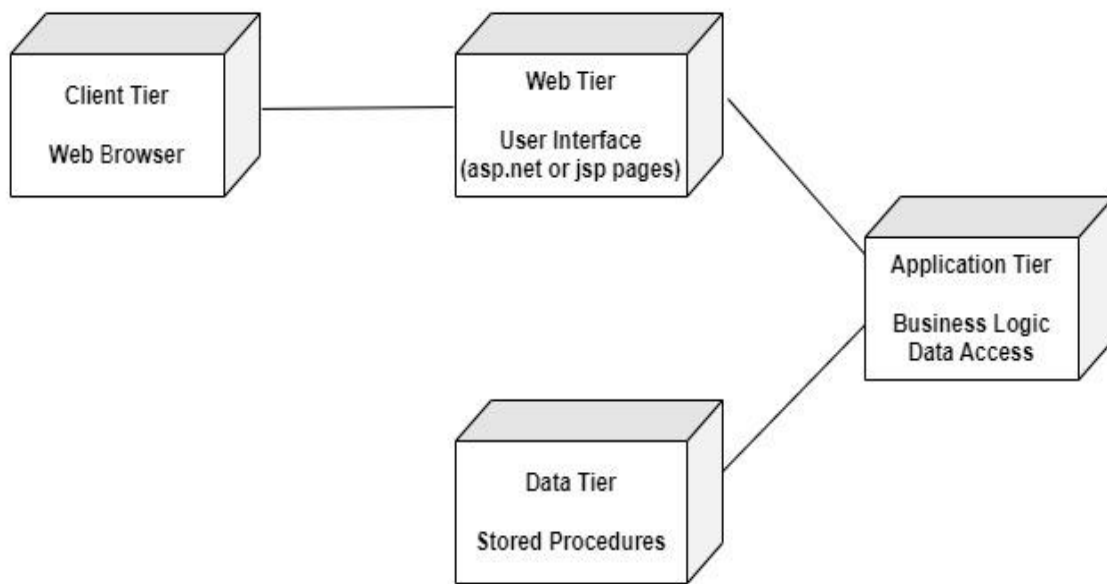 Client Tier
Web Browser
Web Tier
User Interface
(asp.net or jsp pages)
Application Tier
Business Logic
Data Access
Data Tier
Stored Procedures